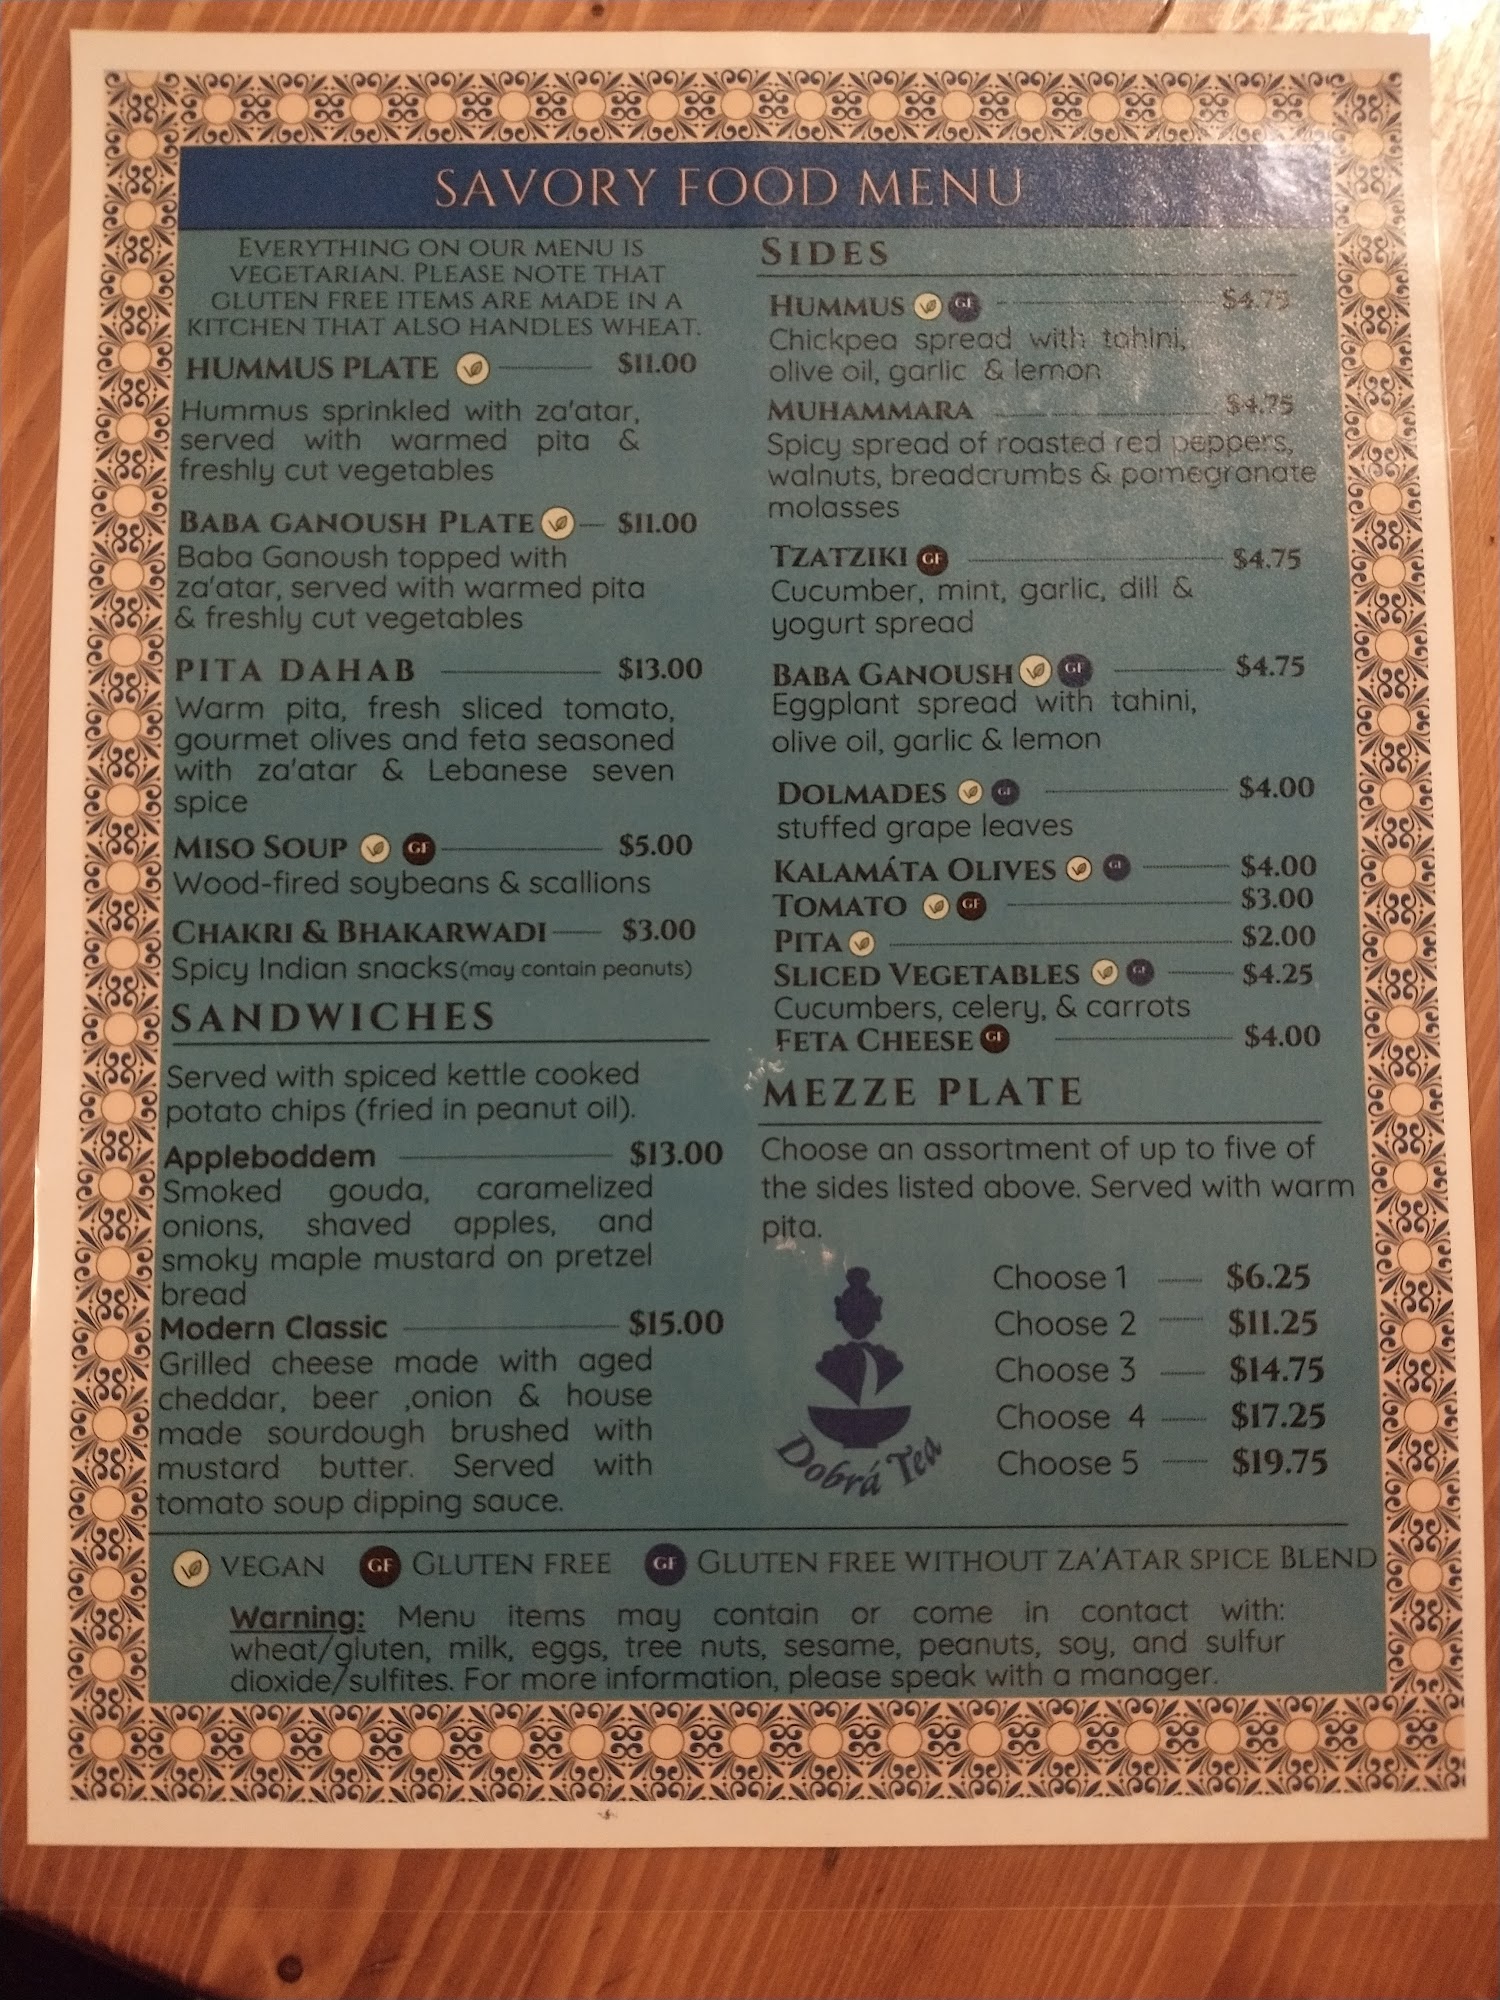 SAVORY FOOD MENU
EVERYTHING ON OUR MENU IS
VEGETARIAN. PLEASE NOTE THAT
GLUTEN FREE ITEMS ARE MADE IN A
KITCHEN THAT ALSO HANDLES WHEAT.
HUMMUS PLATE $11.00
Hummus sprinkled with za'atar,
served with warmed pita &
freshly cut vegetables
BABA GANOUSH PLATE $11.00
Baba Ganoush topped with
za'atar, served with warmed pita
& freshly cut vegetables
PITA DAHAB $13.00
Warm pita, fresh sliced tomato,
gourmet olives and feta seasoned
with za'atar & Lebanese seven
spice
MISO SOUP GF $5.00
Wood-fired soybeans & scallions
CHAKRI & BHAKARWADI $3.00
Spicy Indian snacks(may contain peanuts)
SANDWICHES
Served with spiced kettle cooked
potato chips (fried in peanut oil).
Appleboddem $13.00
Smoked gouda, caramelized
onions, shaved apples, and
smoky maple mustard on pretzel
bread
Modern Classic $15.00
Grilled cheese made with aged
cheddar, beer ,onion & house
made sourdough brushed with
mustard butter. Served with
tomato soup dipping sauce.
SIDES
HUMMUS GF $4.75
Chickpea spread with tahini,
olive oil, garlic & lemon
MUHAMMARA $4.75
Spicy spread of roasted red peppers,
walnuts, breadcrumbs & pomegranate
molasses
TZATZIKI GF $4.75
Cucumber, mint, garlic, dill &
yogurt spread
BABA GANOUSH GF $4.75
Eggplant spread with tahini,
olive oil, garlic & lemon
DOLMADES GF $4.00
stuffed grape leaves
KALAMÁTA OLIVES GF $4.00
TOMATO GF $3.00
PITA $2.00
SLICED VEGETABLES GF $4.25
Cucumbers, celery, & carrots
FETA CHEESE GF $4.00
MEZZE PLATE
Choose an assortment of up to five of
the sides listed above. Served with warm
pita.
Choose 1 $6.25
Choose 2 $11.25
Choose 3 $14.75
Choose 4 $17.25
Choose 5 $19.75
Dobrá Tea
VEGAN GF GLUTEN FREE GF GLUTEN FREE WITHOUT ZA'ATAR SPICE BLEND
Warning: Menu items may contain or come in contact with:
wheat/gluten, milk, eggs, tree nuts, sesame, peanuts, soy, and sulfur
dioxide/sulfites. For more information, please speak with a manager.